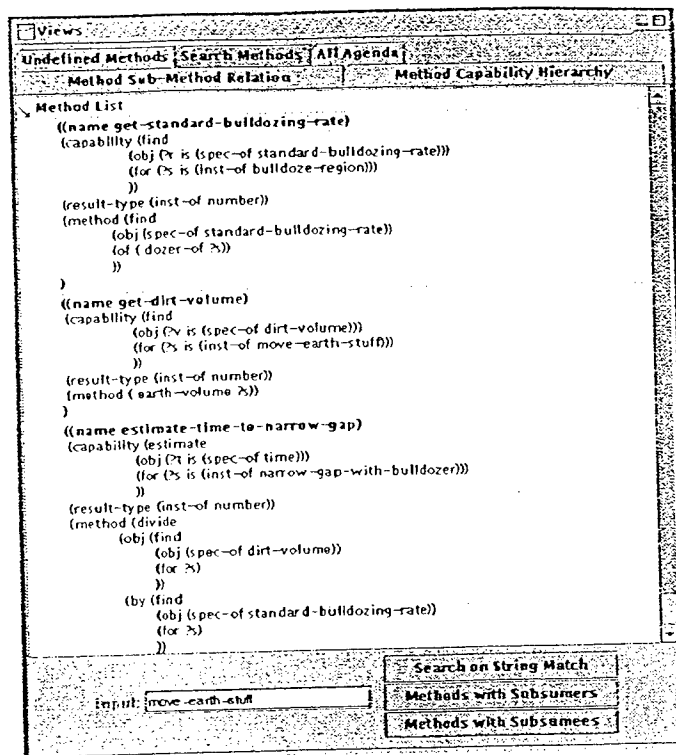 Views
Undefined Methods Search Methods All Agenda
Method Sub-Method Relation Method Capability Hierarchy
Method List
((name get-standard-bulldozing-rate)
(capability (find
(obj (?r is (spec-of standard-bulldozing-rate)))
(for (?s is (inst-of bulldoze-region)))
))
(result-type (inst-of number))
(method (find
(obj (spec-of standard-bulldozing-rate))
(of ( dozer-of ?s))
))
)
((name get-dirt-volume)
(capability (find
(obj (?v is (spec-of dirt-volume)))
(for (?s is (inst-of move-earth-stuff)))
))
(result-type (inst-of number))
(method ( earth-volume ?s))
)
((name estimate-time-to-narrow-gap)
(capability (estimate
(obj (?t is (spec-of time)))
(for (?s is (inst-of narrow-gap-with-bulldozer)))
))
(result-type (inst-of number))
(method (divide
(obj (find
(obj (spec-of dirt-volume))
(for ?s)
))
(by (find
(obj (spec-of standard-bulldozing-rate))
(for ?s)
))
Search on String Match
Input: move-earth-stuff
Methods with Subsumers
Methods with Subsumees